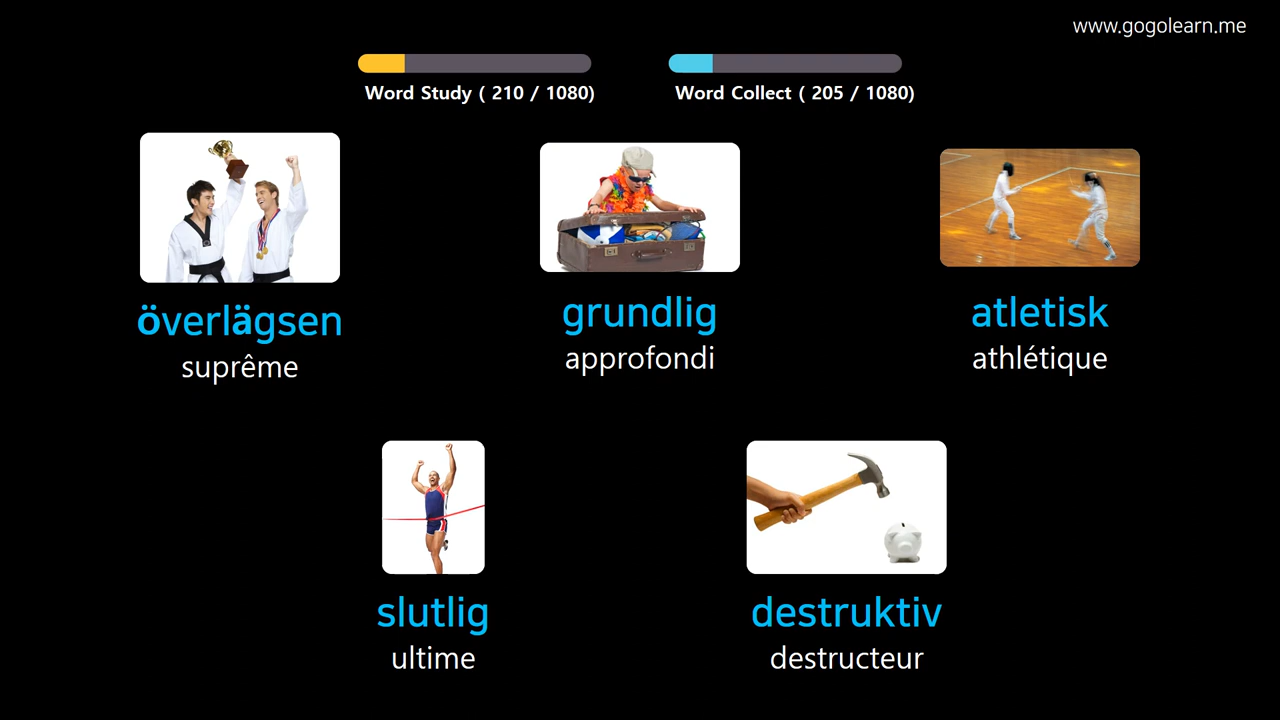 www.gogolearn.me
Word Study ( 210 / 1080)
Word Collect ( 205 / 1080)
överlägsen
suprême
grundlig
approfondi
atletisk
athlétique
slutlig
ultime
destruktiv
destructeur